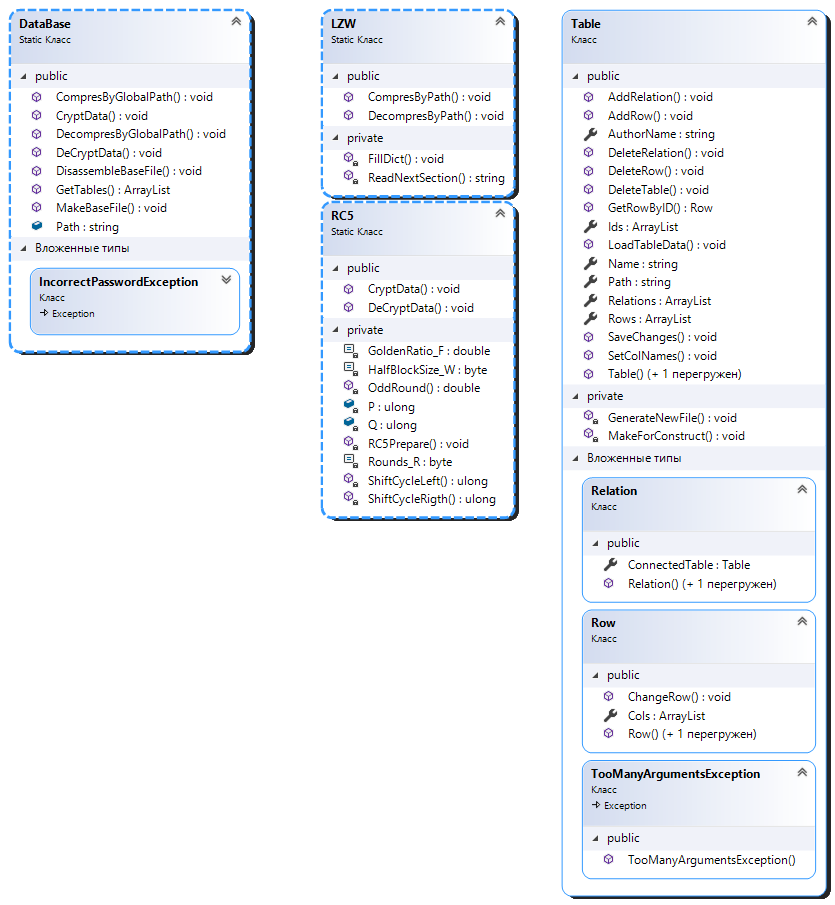 DataBase
Static Класс
public
CompresByGlobalPath() : void
CryptData() : void
DecompresByGlobalPath() : void
DeCryptData() : void
DisassembleBaseFile() : void
GetTables() : ArrayList
MakeBaseFile() : void
Path : string
Вложенные типы
IncorrectPasswordException
Класс
Exception
LZW
Static Класс
public
CompresByPath() : void
DecompresByPath() : void
private
FillDict() : void
ReadNextSection() : string
RC5
Static Класс
public
CryptData() : void
DeCryptData() : void
private
GoldenRatio_F : double
HalfBlockSize_W : byte
OddRound() : double
P : ulong
Q : ulong
RC5Prepare() : void
Rounds_R : byte
ShiftCycleLeft() : ulong
ShiftCycleRigth() : ulong
Table
Класс
public
AddRelation() : void
AddRow() : void
AuthorName : string
DeleteRelation() : void
DeleteRow() : void
DeleteTable() : void
GetRowByID() : Row
Ids : ArrayList
LoadTableData() : void
Name : string
Path : string
Relations : ArrayList
Rows : ArrayList
SaveChanges() : void
SetColNames() : void
Table() (+ 1 перегружен)
private
GenerateNewFile() : void
MakeForConstruct() : void
Вложенные типы
Relation
Класс
public
ConnectedTable : Table
Relation() (+ 1 перегружен)
Row
Класс
public
ChangeRow() : void
Cols : ArrayList
Row() (+ 1 перегружен)
TooManyArgumentsException
Класс
Exception
public
TooManyArgumentsException()